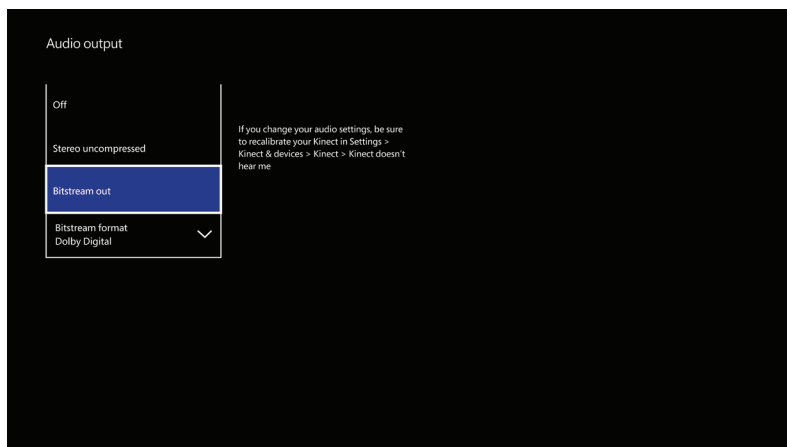 Audio output
Off
Stereo uncompressed
Bitstream out
Bitstream format
Dolby Digital
If you change your audio settings, be sure
to recalibrate your Kinect in Settings >
Kinect & devices > Kinect > Kinect doesn't
hear me